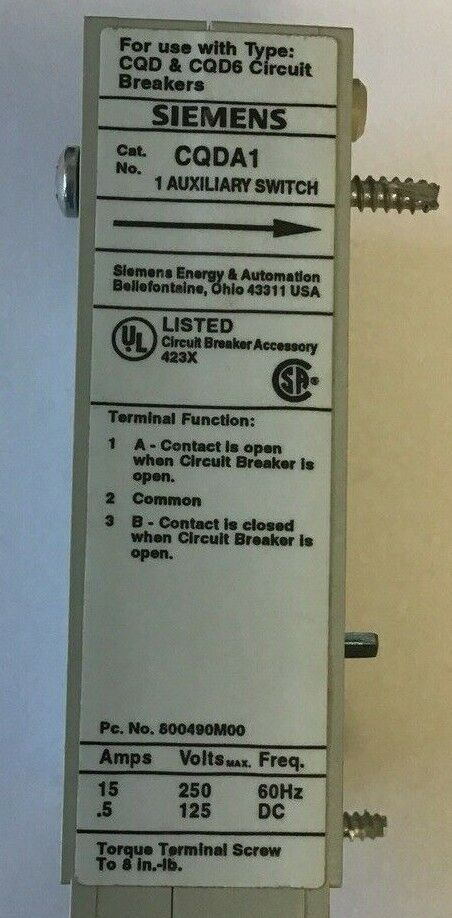 For use with Type:
CQD & CQD6 Circuit
Breakers
SIEMENS
Cat. No. CQDA1
1 AUXILIARY SWITCH
Siemens Energy & Automation
Bellefontaine, Ohio 43311 USA
UL LISTED
Circuit Breaker Accessory
423X
SA®
Terminal Function:
1 A - Contact is open
when Circuit Breaker is
open.
2 Common
3 B - Contact is closed
when Circuit Breaker is
open.
Pc. No. 800490M00
Amps Volts MAX. Freq.
15 250 60Hz
.5 125 DC
Torque Terminal Screw
To 8 in.-lb.